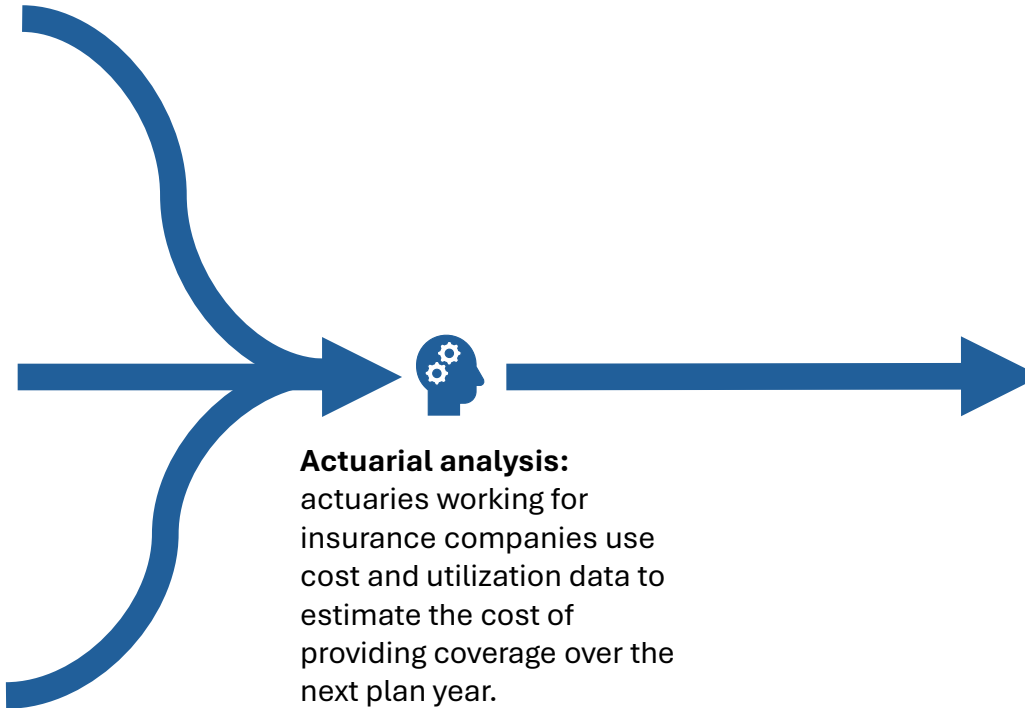 Actuarial analysis:
actuaries working for
insurance companies use
cost and utilization data to
estimate the cost of
providing coverage over the
next plan year.